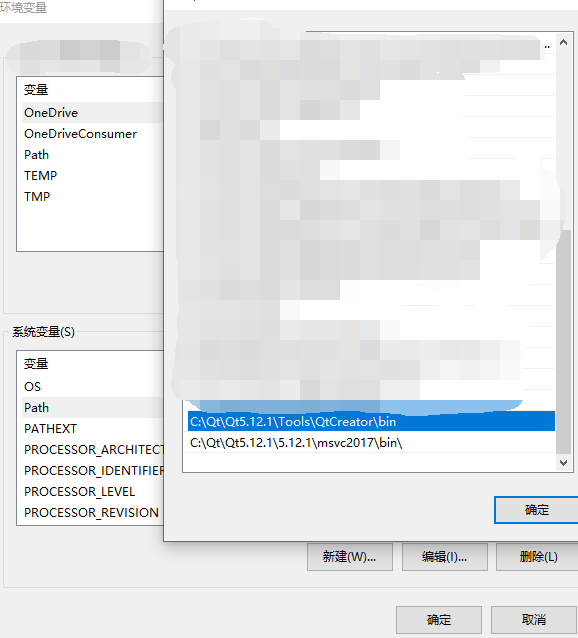 环境变量
变量
OneDrive
OneDriveConsumer
Path
TEMP
TMP
系统变量(S)
变量
OS
Path
PATHEXT
PROCESSOR_ARCHITECT
PROCESSOR_IDENTIFIER
PROCESSOR_LEVEL
PROCESSOR_REVISION
C:\Qt\Qt5.12.1\Tools\QtCreator\bin
C:\Qt\Qt5.12.1\5.12.1\msvc2017\bin\
确定
新建(W)...
编辑(I)...
删除(L)
确定
取消